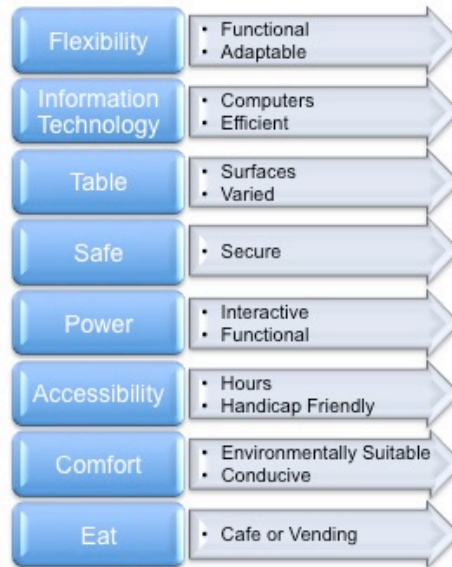 Flexibility
• Functional
• Adaptable
Information
Technology
• Computers
• Efficient
Table
• Surfaces
• Varied
Safe
• Secure
Power
• Interactive
• Functional
Accessibility
• Hours
• Handicap Friendly
Comfort
• Environmentally Suitable
• Conducive
Eat
• Cafe or Vending